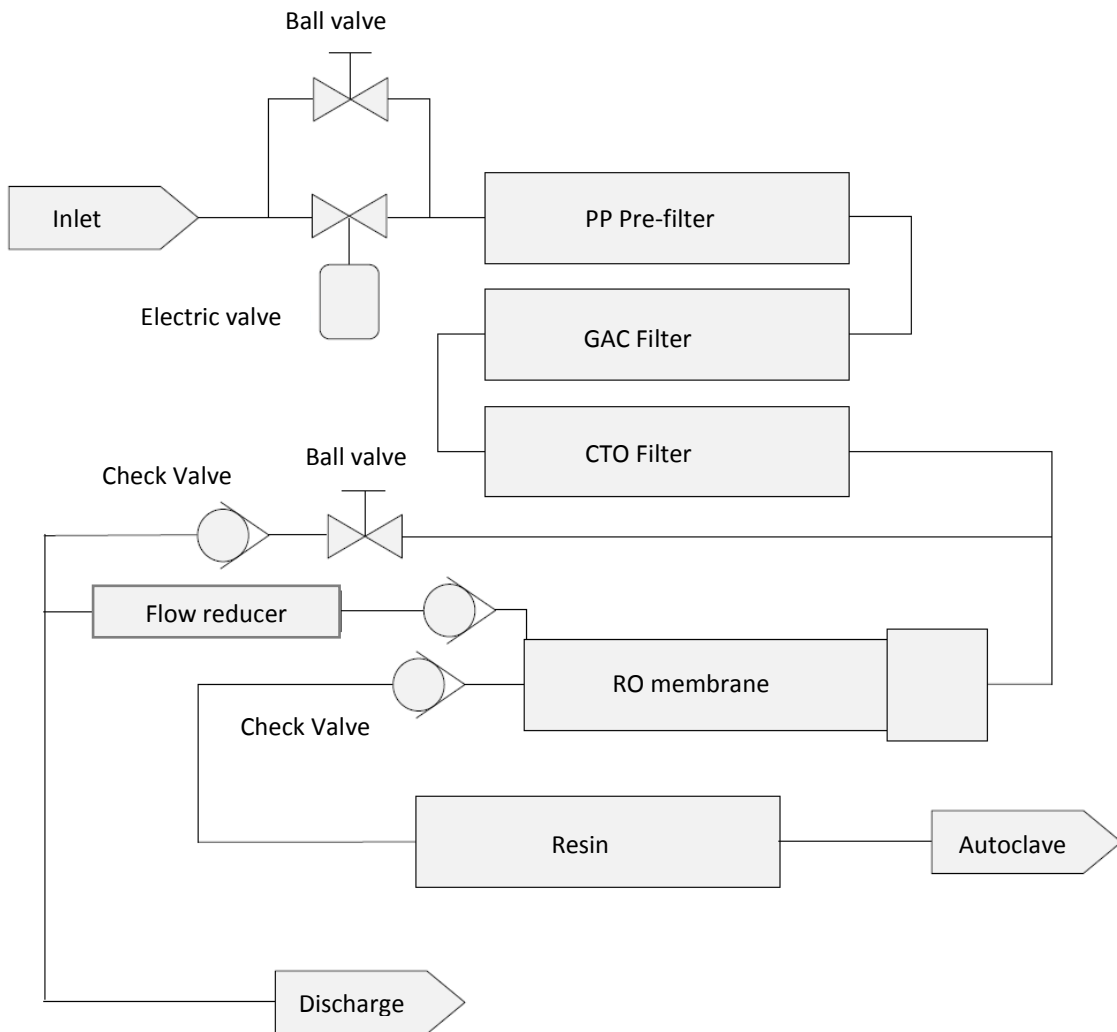 Ball valve
Inlet
PP Pre-filter
Electric valve
GAC Filter
CTO Filter
Ball valve
Check Valve
Flow reducer
RO membrane
Check Valve
Resin
Autoclave
Discharge